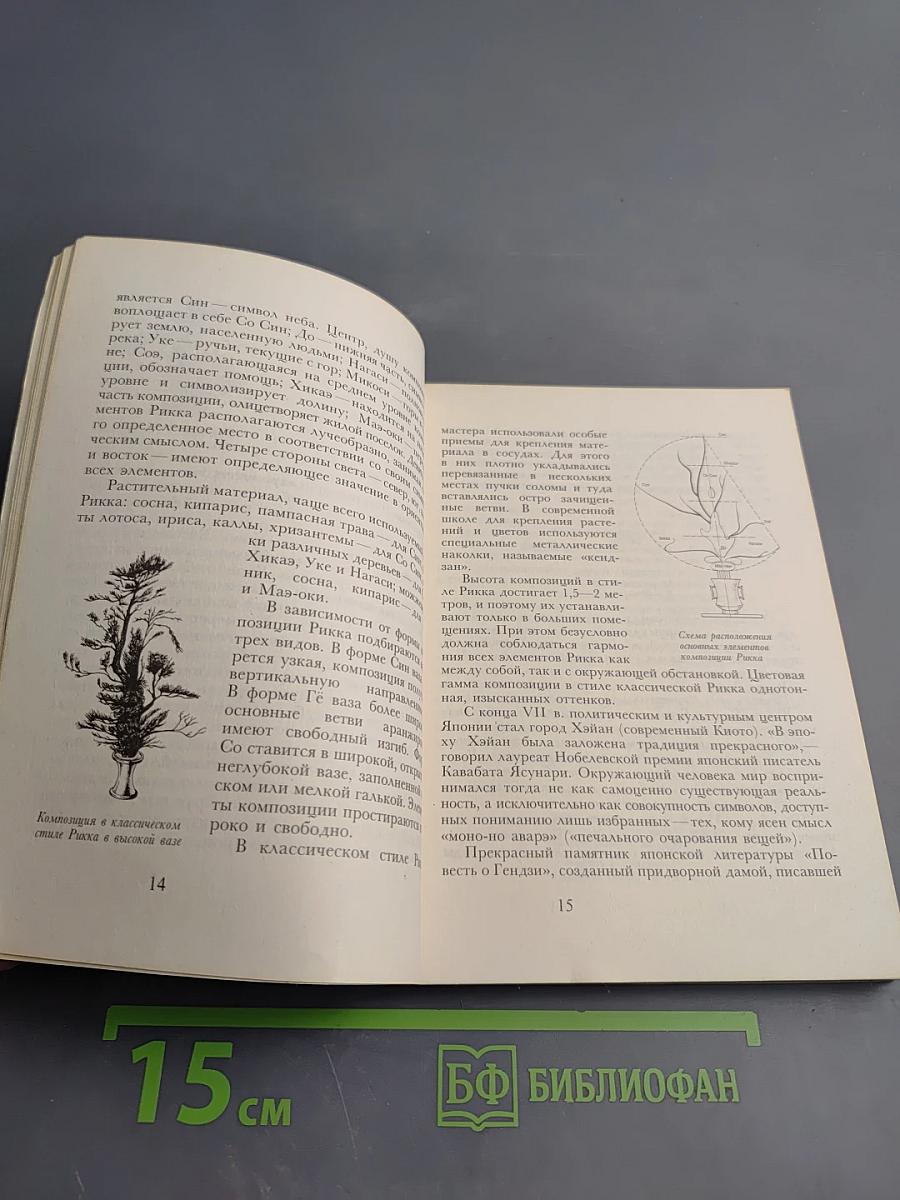 является Син — символ неба. Центр, душу
воплощает в себе Со Син; До — нижняя часть,
рует землю, населенную людьми; Нагаси —
река; Уке — ручьи, текущие с гор; Микоси —
не; Соэ, располагающаяся на среднем уровне
ции, обозначает помощь; Хикаэ — находится на
уровне и символизирует долину; Маэ-оки
часть композиции, олицетворяет жилой поселок.
ментов Рикка располагаются лучеобразно,
го определенное место в соответствии со своим
ческим смыслом. Четыре стороны света — север, юг
и восток — имеют определяющее значение в
всех элементов.
Растительный материал, чаще всего
Рикка: сосна, кипарис, пампасная трава — для
ты лотоса, ириса, каллы, хризантемы — для Со
ки различных деревьев — для
Хикаэ, Уке и Нагаси;
ник, сосна, кипарис — для
и Маэ-оки.
В зависимости от формы
позиции Рикка подбираются
трех видов. В форме Син
рется узкая, композиция
вертикальную
В форме Гё ваза более
основные ветви
имеют свободный изгиб.
Со ставится в широкой,
неглубокой вазе, заполненной
ском или мелкой галькой.
ты композиции простираются
роко и свободно.
В классическом стиле
Композиция в классическом
стиле Рикка в высокой вазе
14
мастера использовали особые
приемы для крепления мате-
риала в сосудах. Для этого
в них плотно укладывались
перевязанные в нескольких
местах пучки соломы и туда
вставлялись остро зачищен-
ные ветви. В современной
школе для крепления расте-
ний и цветов используются
специальные металлические
наколки, называемые «кенд-
зан».
Высота композиций в сти-
ле Рикка достигает 1,5—2 ме-
тров, и поэтому их устанавли-
вают только в больших поме-
щениях. При этом безусловно
должна соблюдаться гармо-
ния всех элементов Рикка как
между собой, так и с окружающей обстановкой. Цветовая
гамма композиции в стиле классической Рикка однотон-
ная, изысканных оттенков.
Схема расположения
основных элементов
композиции Рикка
С конца VII в. политическим и культурным центром
Японии стал город Хэйан (современный Киото). «В эпо-
ху Хэйан была заложена традиция прекрасного»,—
говорил лауреат Нобелевской премии японский писатель
Кавабата Ясунари. Окружающий человека мир воспри-
нимался тогда не как самоценно существующая реаль-
ность, а исключительно как совокупность символов, доступ-
ных пониманию лишь избранных — тех, кому ясен смысл
«моно-но аварэ» («печального очарования вещей»).
Прекрасный памятник японской литературы «По-
весть о Гендзи», созданный придворной дамой, писавшей
15
15 см
БФ БИБЛИОФАН